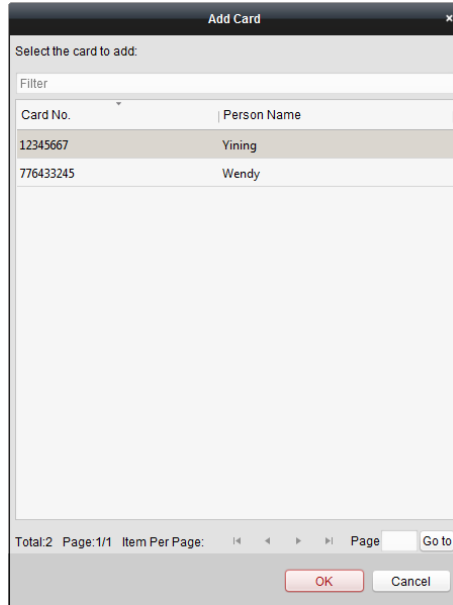 Add Card ×
Select the card to add:
Filter
Card No. Person Name
12345667 Yining
776433245 Wendy
Total:2 Page:1/1 Item Per Page: Page Go to
OK Cancel